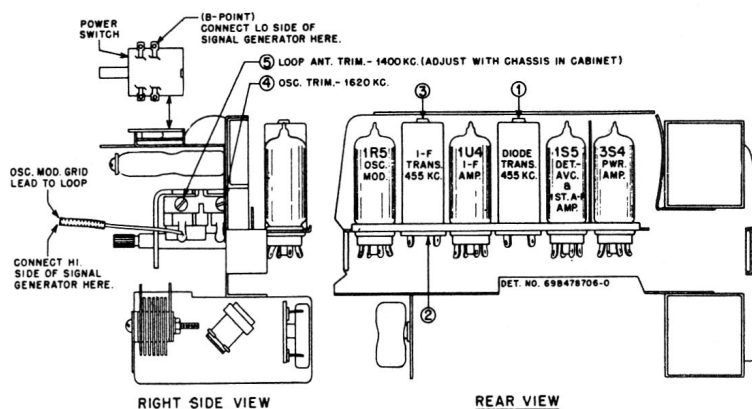 POWER
SWITCH
(B-POINT)
CONNECT LO SIDE OF
SIGNAL GENERATOR HERE.
⑤ LOOP ANT. TRIM.- 1400 KC. (ADJUST WITH CHASSIS IN CABINET)
④ OSC. TRIM.- 1620 KC.
OSC. MOD. GRID
LEAD TO LOOP
CONNECT HI.
SIDE OF SIGNAL
GENERATOR HERE.
RIGHT SIDE VIEW
③
①
1R5
OSC.
MOD.
I-F
TRANS.
455 KC.
1U4
I-F
AMP.
DIODE
TRANS.
455 KC.
1S5
DET.-
AVC.
&
1ST. A-F
AMP.
3S4
PWR.
AMP.
②
DET. NO. 69B478706-0
REAR VIEW